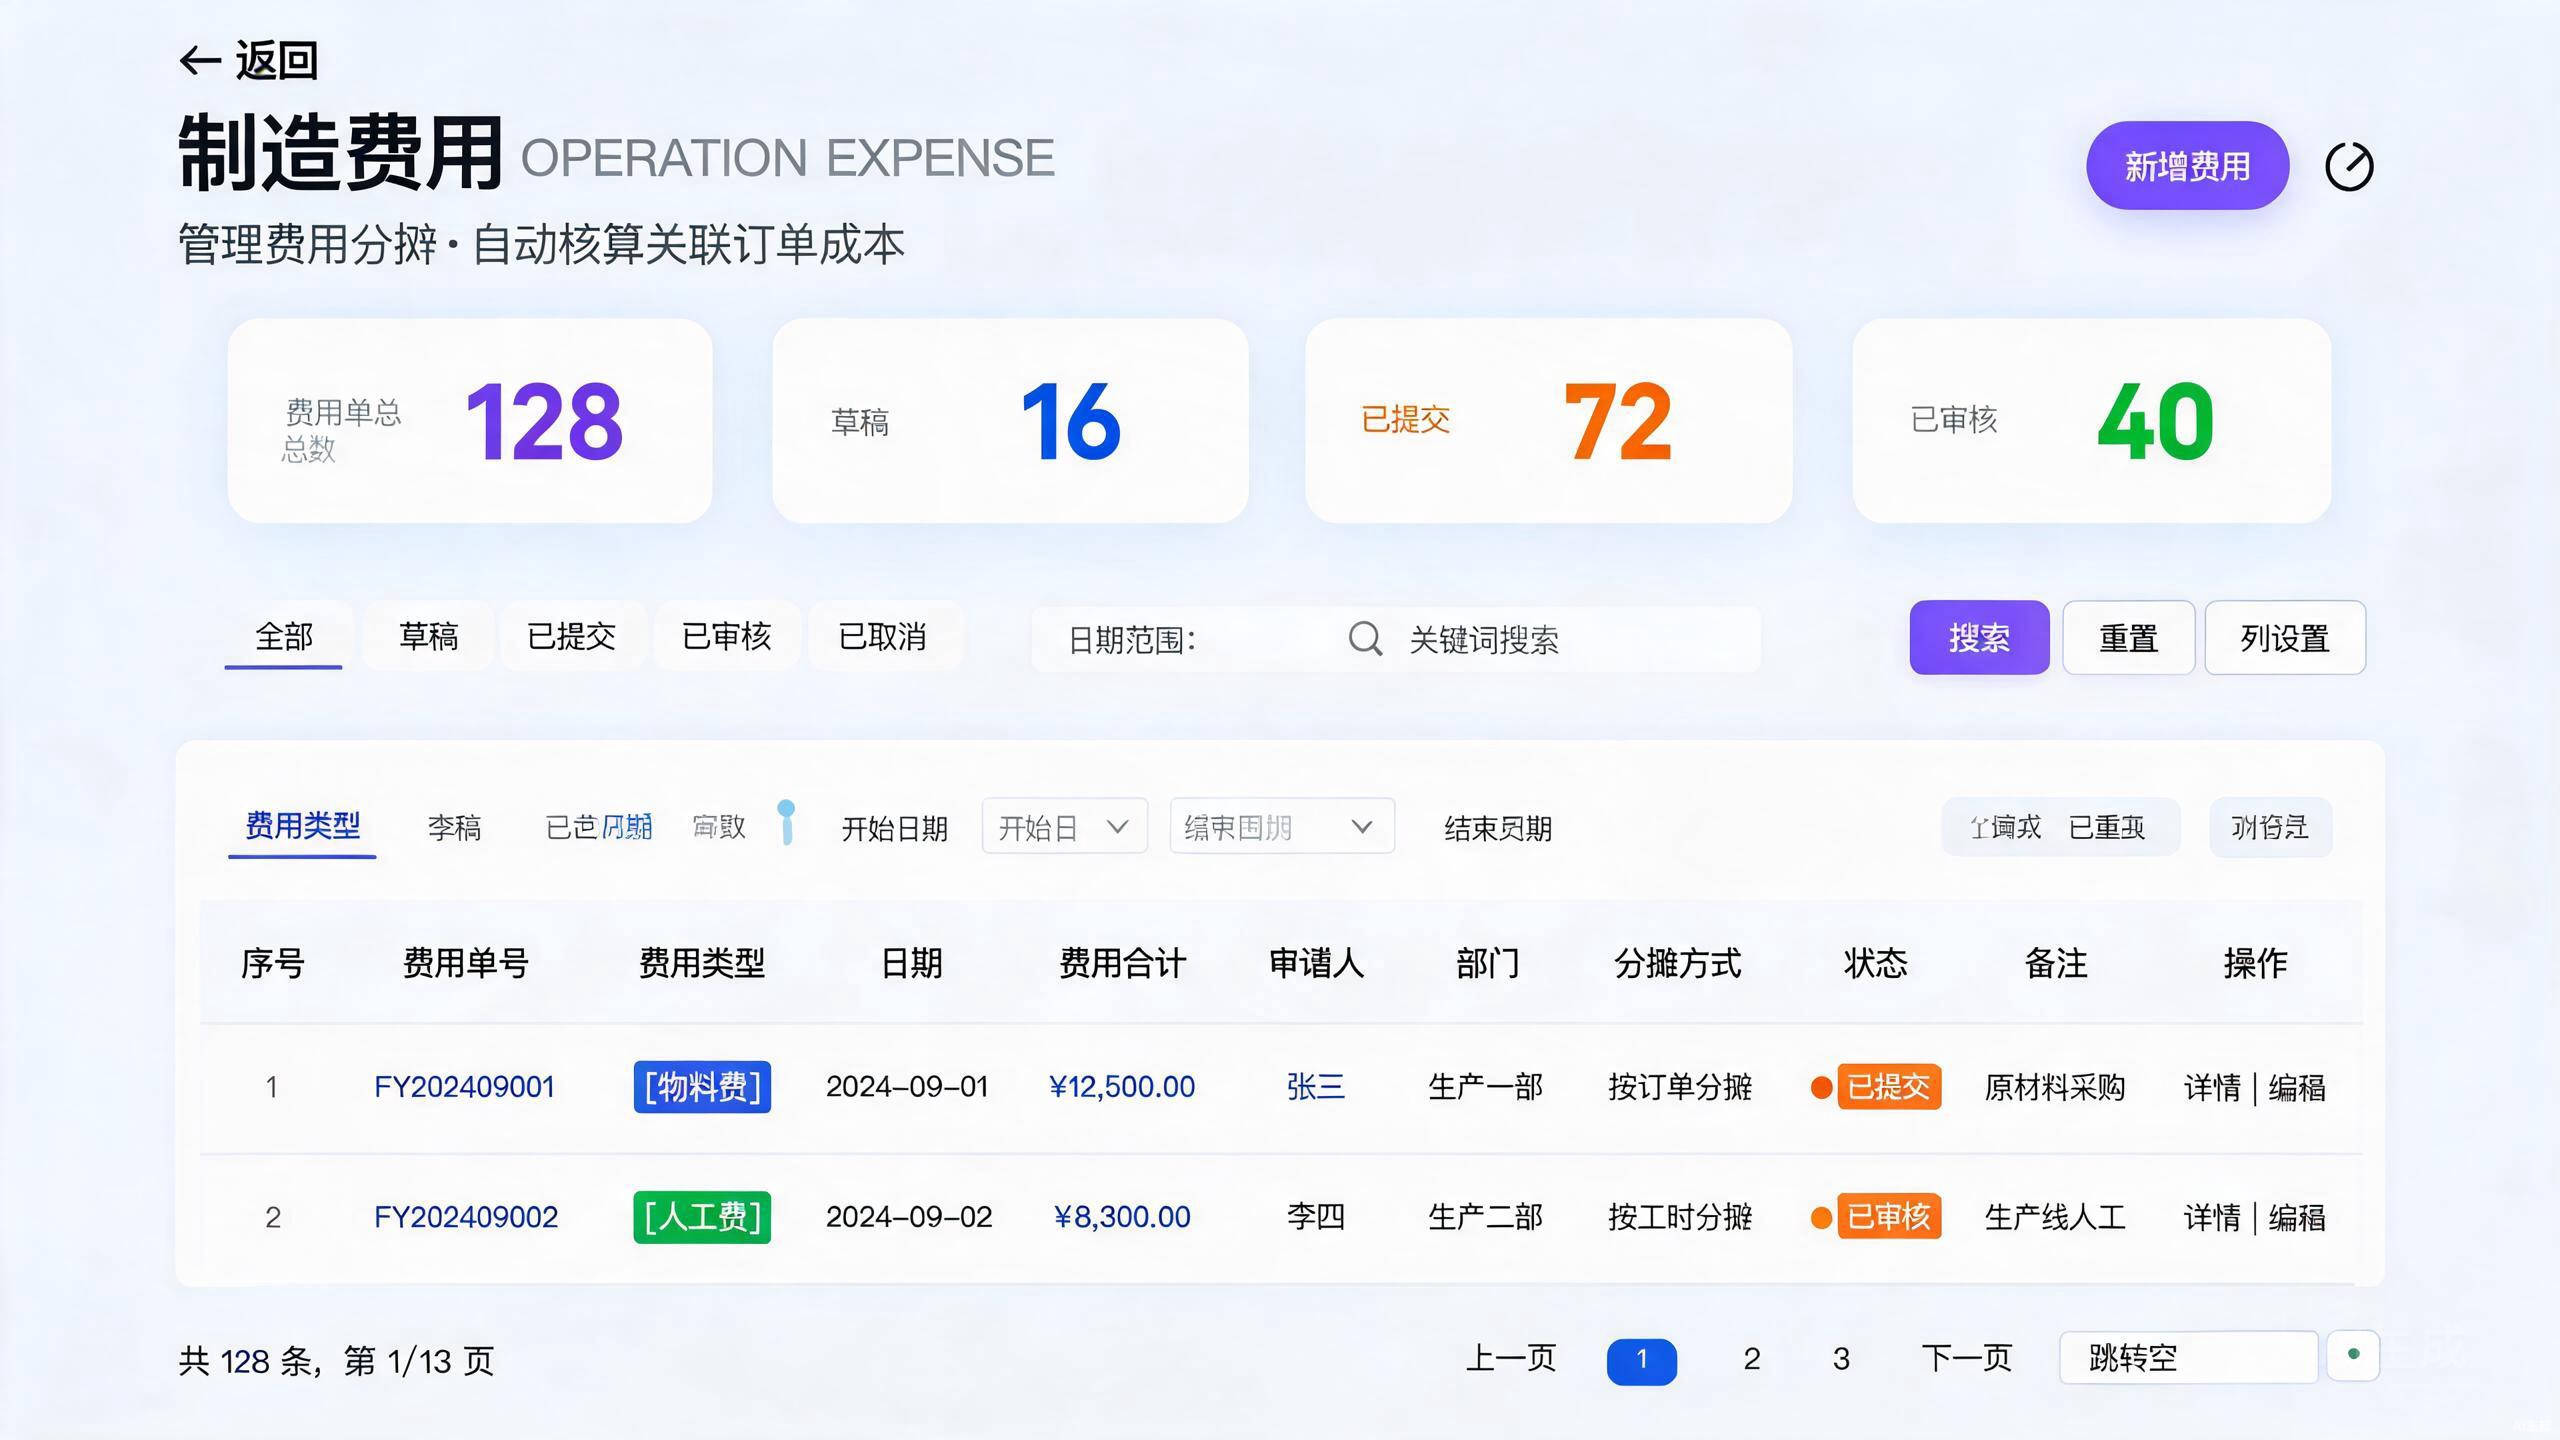 ← 返回
制造费用 OPERATION EXPENSE
新增费用
管理费用分摊·自动核算关联订单成本
费用单总
总数
128
草稿
16
已提交
72
已审核
40
全部 草稿 已提交 已审核 已取消 日期范围: 关键词搜索 搜索 重置 列设置
费用类型 李稿 开始日期 开始日 结束 期
序号 费用单号 费用类型 日期 费用合计 申请人 部门 分摊方式 状态 备注 操作
1 FY202409001 [物料费] 2024-09-01 ¥12,500.00 张三 生产一部 按订单分摊 已提交 原材料采购 详情 |
2 FY202409002 [人工费] 2024-09-02 ¥8,300.00 李四 生产二部 按工时分摊 已审核 生产线人工 详情 |
共 128 条, 第 1/13 页 上一页 1 2 3 下一页 跳转空